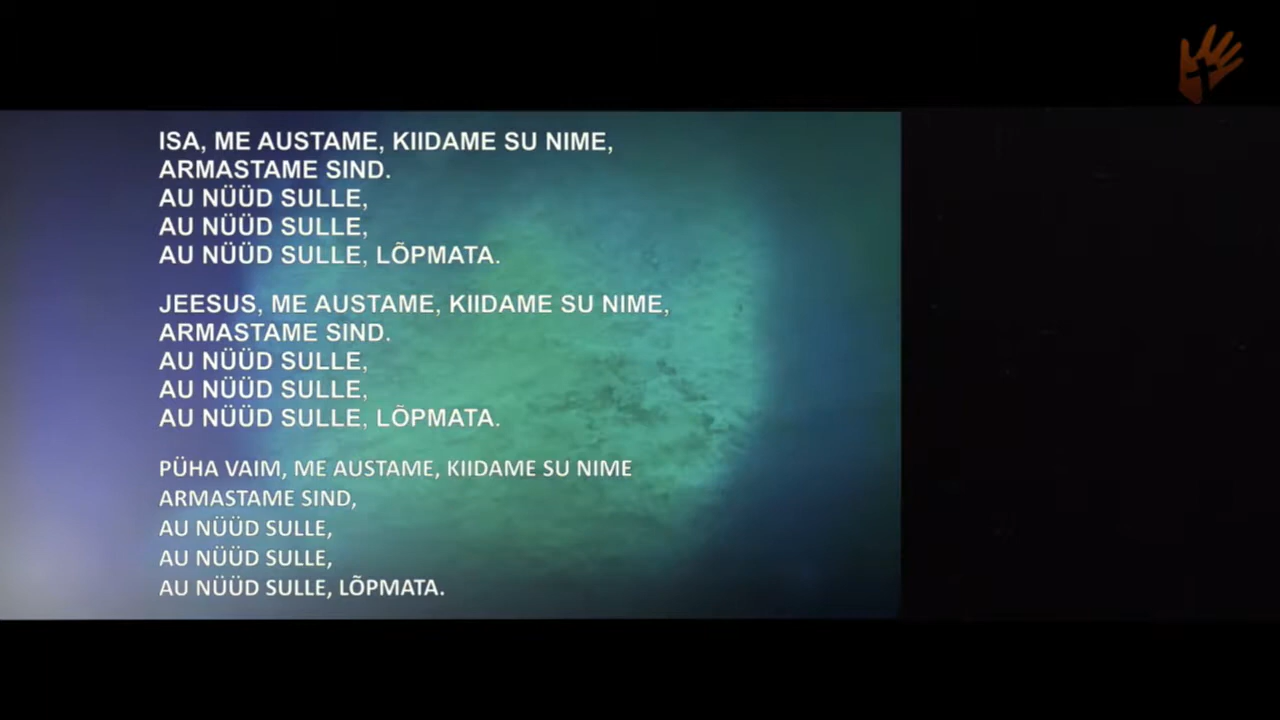 ISA, ME AUSTAME, KIIDAME SU NIME,
ARMASTAME SIND.
AU NÜÜD SULLE,
AU NÜÜD SULLE,
AU NÜÜD SULLE, LÕPMATA.
JEESUS, ME AUSTAME, KIIDAME SU NIME,
ARMASTAME SIND.
AU NÜÜD SULLE,
AU NÜÜD SULLE,
AU NÜÜD SULLE, LÕPMATA.
PÜHA VAIM, ME AUSTAME, KIIDAME SU NIME
ARMASTAME SIND,
AU NÜÜD SULLE,
AU NÜÜD SULLE,
AU NÜÜD SULLE, LÕPMATA.